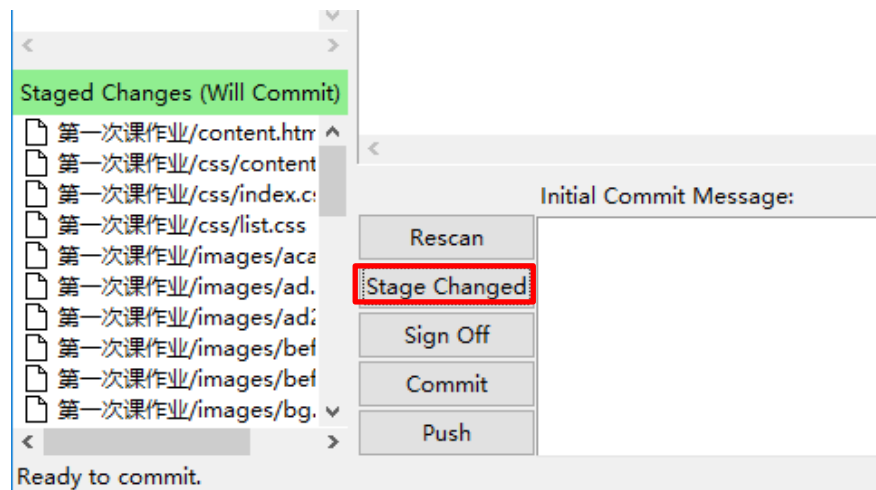 Staged Changes (Will Commit)
第一次课作业/content.htm
第一次课作业/css/content
第一次课作业/css/index.c
第一次课作业/css/list.css
第一次课作业/images/aca
第一次课作业/images/ad.
第一次课作业/images/ad2
第一次课作业/images/bef
第一次课作业/images/bef
第一次课作业/images/bg.
Initial Commit Message:
Rescan
Stage Changed
Sign Off
Commit
Push
Ready to commit.